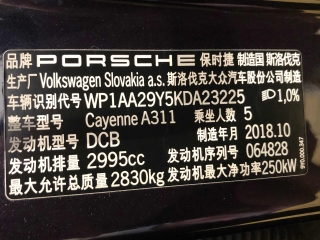 品牌 PORSCHE 保时捷 制造国 斯洛伐克
生产厂 Volkswagen Slovakia a.s. 斯洛伐克大众汽车股份公司制造
车辆识别代号 WP1AA29Y5KDA23225 1,0%
整车型号 Cayenne A311 乘坐人数 5
发动机型号 DCB 制造年月 2018.10
发动机排量 2995cc 发动机序列号 064828
最大允许总质量 2830kg 发动机最大净功率 250kW